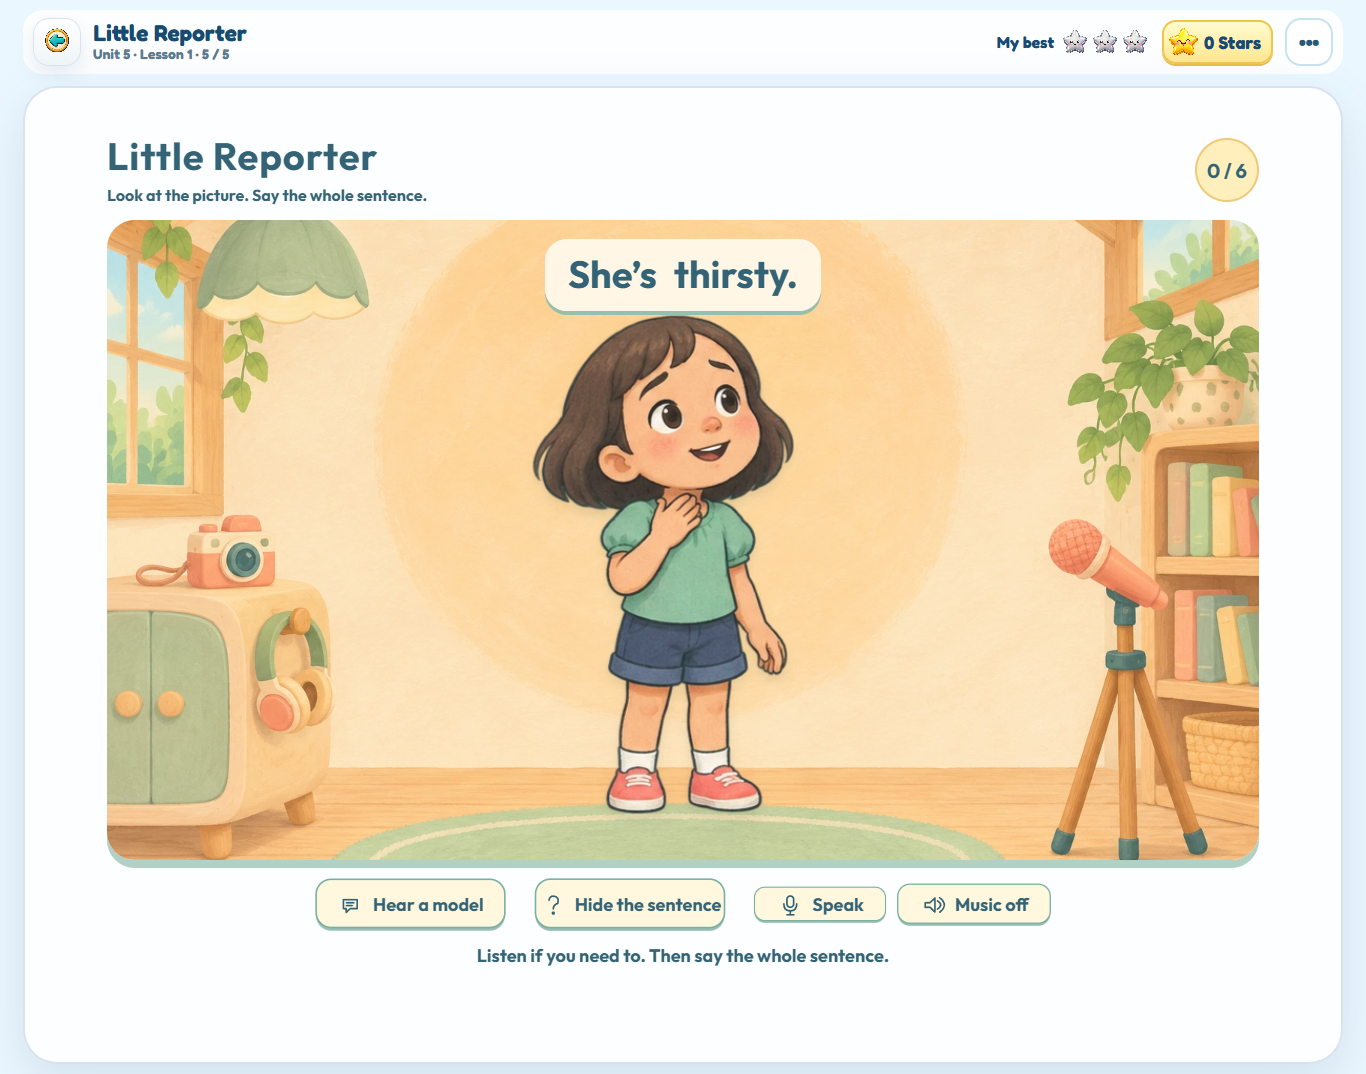 Little Reporter
Unit 5 · Lesson 1 · 5 / 5
My best
0 Stars
Little Reporter
Look at the picture. Say the whole sentence.
0 / 6
She’s thirsty.
Hear a model
? Hide the sentence
Speak
Music off
Listen if you need to. Then say the whole sentence.